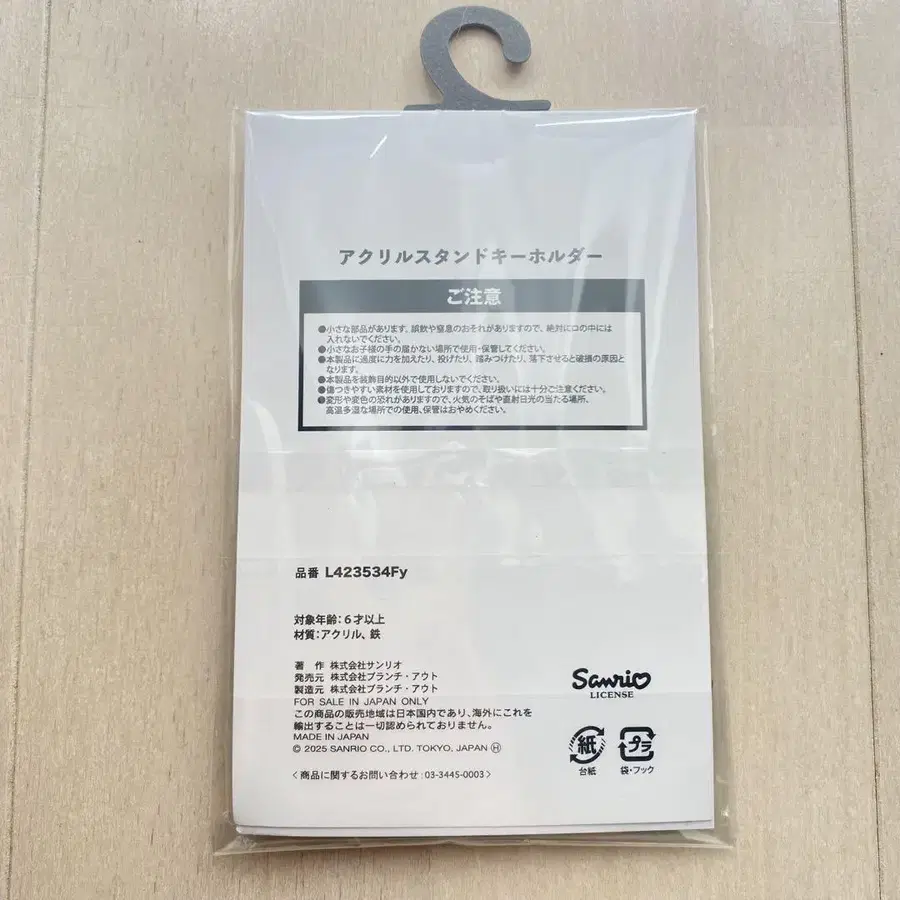 アクリルスタンドキーホルダー
ご注意
●小さな部品があります。誤飲や窒息のおそれがありますので、絶対に口の中には
入れないでください。
●小さなお子様の手の届かない場所で使用・保管してください。
●本製品に過度に力を加えたり、投げたり、踏みつけたり、落下させると破損の原因と
なります。
●本製品を装飾目的以外で使用しないでください。
●傷つきやすい素材を使用しておりますので、取り扱いには十分ご注意ください。
●変形や変色の恐れがありますので、火気のそばや直射日光の当たる場所、
高温多湿な場所での使用、保管はおやめください。
品番 L423534Fy
対象年齢:6才以上
材質:アクリル、鉄
著 作 株式会社サンリオ
発売元 株式会社ブランチ・アウト
製造元 株式会社ブランチ・アウト
FOR SALE IN JAPAN ONLY
この商品の販売地域は日本国内であり、海外にこれを
輸出することは一切認められておりません。
MADE IN JAPAN
© 2025 SANRIO CO., LTD. TOKYO, JAPAN Ⓗ
〈商品に関するお問い合わせ:03-3445-0003〉
Sanrio
LICENSE
紙
台紙
プラ
袋・フック